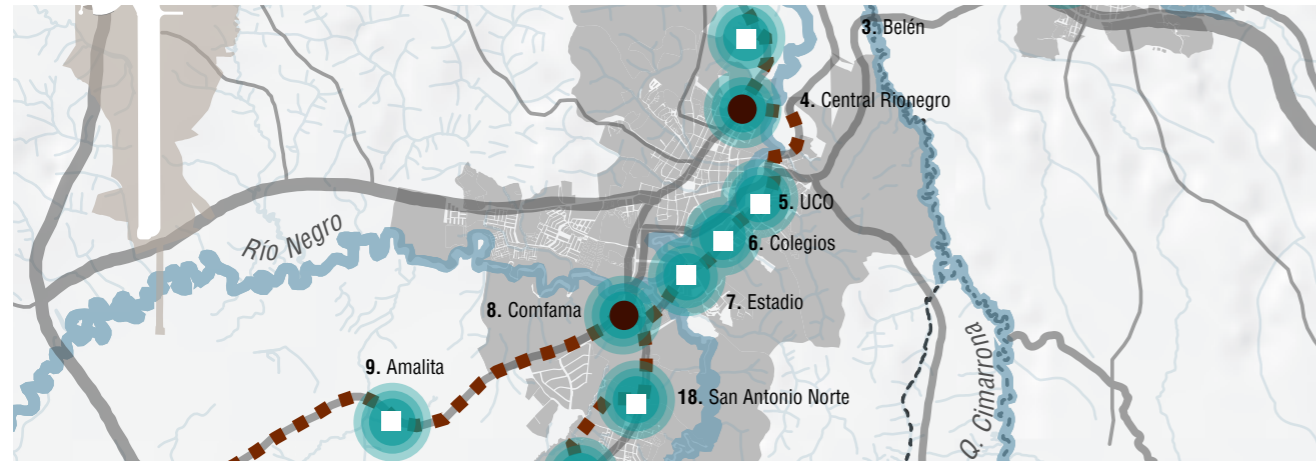 3. Belén
4. Central Rionegro
5. UCO
Río Negro
6. Colegios
7. Estadio
8. Comfama
9. Amalita
18. San Antonio Norte
Q. Cimarrona